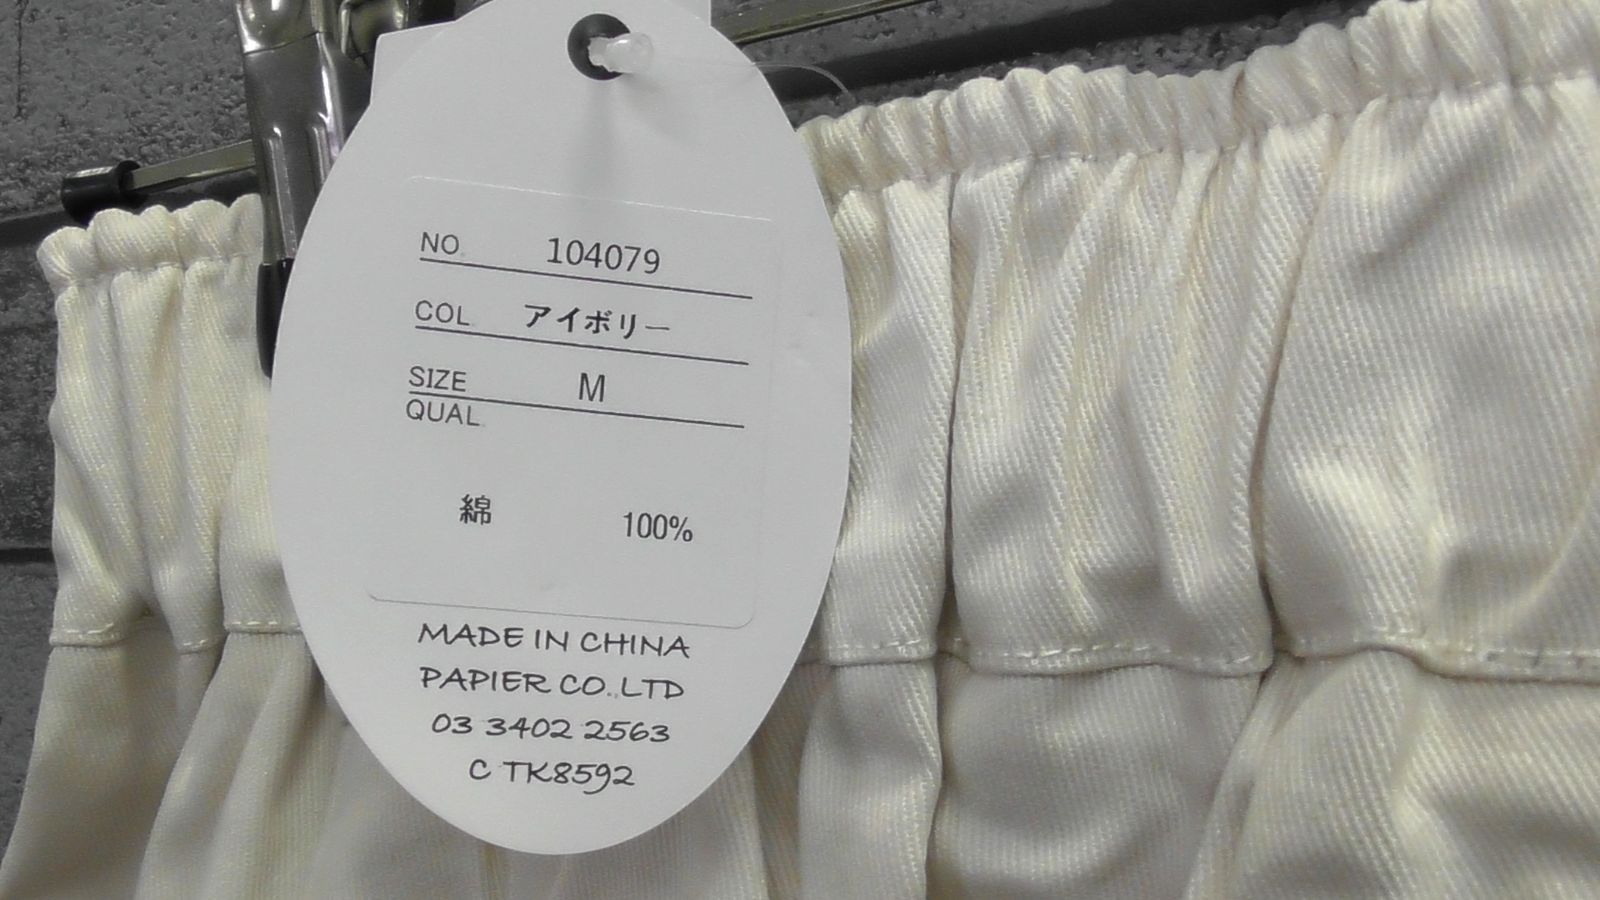 NO. 104079
COL アイボリー
SIZE M
QUAL.
綿 100%
MADE IN CHINA
PAPIER CO.,LTD
03 3402 2563
C TK8592